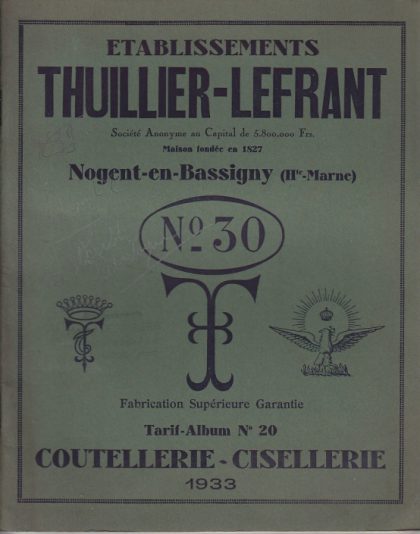 ETABLISSEMENTS
THUILLIER-LEFRANT
Société Anonyme au Capital de 5.800.000 Frs.
Maison fondée en 1827
Nogent-en-Bassigny (Hte-Marne)
No 30
Fabrication Supérieure Garantie
Tarif-Album No 20
COUTELLERIE - CISELLERIE
1933